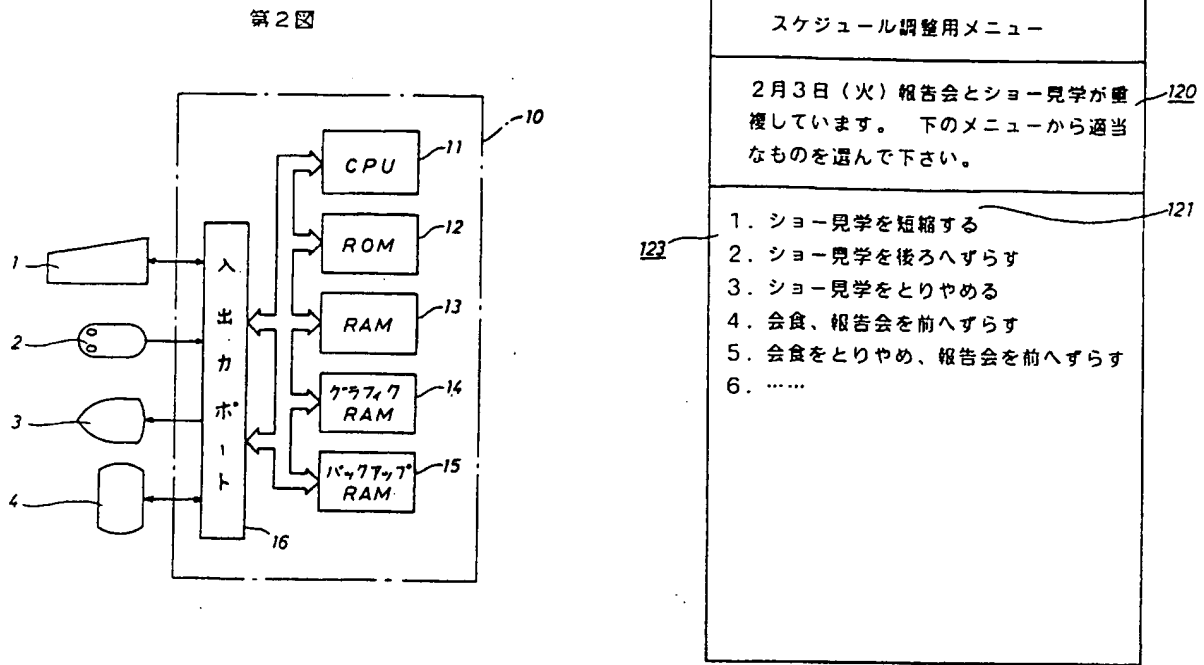 第2図
10
CPU
11
ROM
12
RAM
13
グラフィク
RAM
14
バックアップ
RAM
15
入出力ポート
16
1
2
3
4
スケジュール調整用メニュー
2月3日（火）報告会とショー見学が重
複しています。　下のメニューから適当
なものを選んで下さい。
120
121
123
1. ショー見学を短縮する
2. ショー見学を後ろへずらす
3. ショー見学をとりやめる
4. 会食、報告会を前へずらす
5. 会食をとりやめ、報告会を前へずらす
6. ……